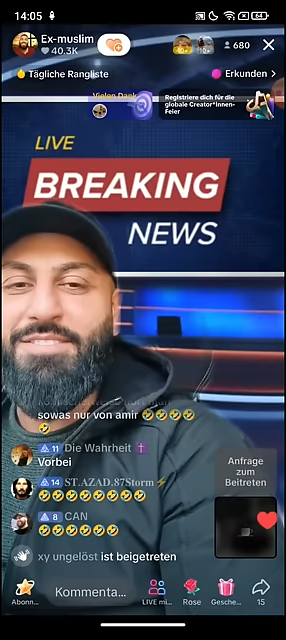 14:05
64
Ex-muslim
40.3K
680
Tägliche Rangliste
Erkunden >
Vielen Dank
Registriere dich für die
globale Creator*innen-
Feier
LIVE
BREAKING
NEWS
sowas nur von amir 🤣🤣🤣🤣
🤣
11 Die Wahrheit ✝️
Vorbei
14 ST.AZAD.87Storm⚡
🤣🤣🤣🤣🤣🤣🤣🤣
8 CAN
🤣🤣🤣🤣🤣🤣
xy ungelöst ist beigetreten
Anfrage
zum
Beitreten
Kommenta...
Abonn...
LIVE mi...
Rose
Gesche...
15